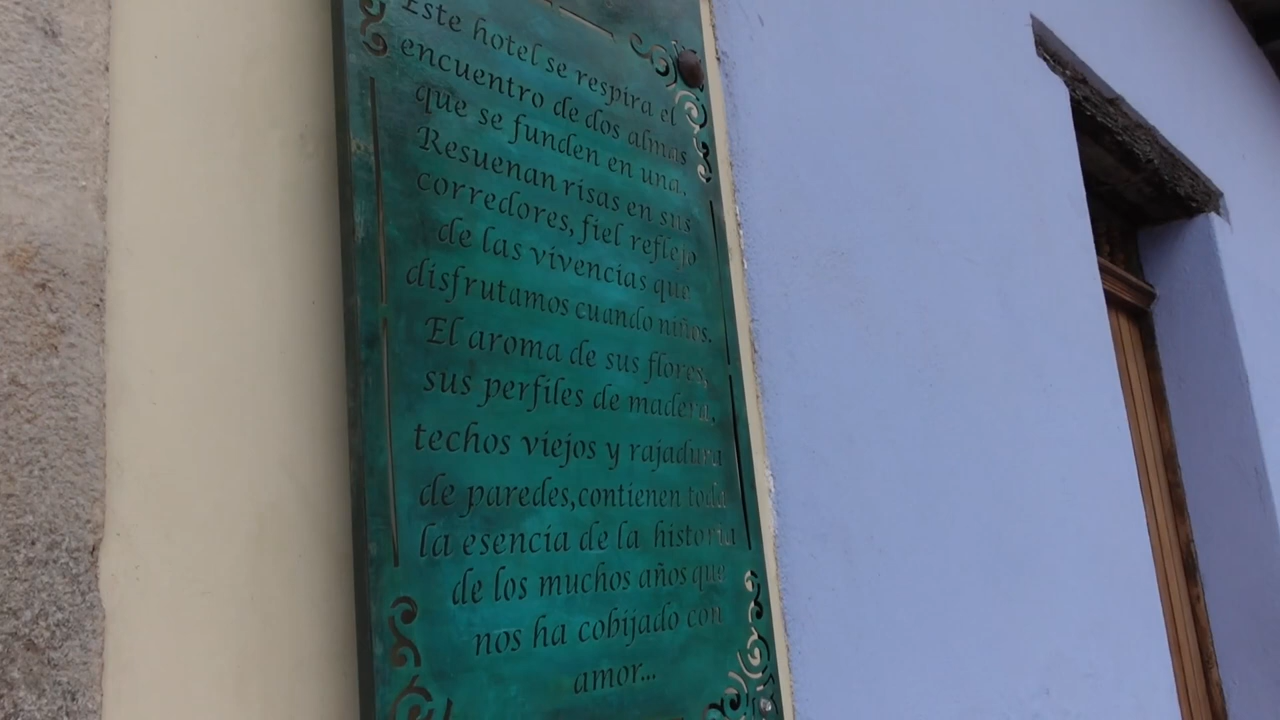 Este hotel se respira el
encuentro de dos almas
que se funden en una.
Resuenan risas en sus
corredores, fiel reflejo
de las vivencias que
disfrutamos cuando niños.
El aroma de sus flores,
sus perfiles de madera,
techos viejos y rajadura
de paredes,contienen toda
la esencia de la historia
de los muchos años que
nos ha cobijado con
amor...